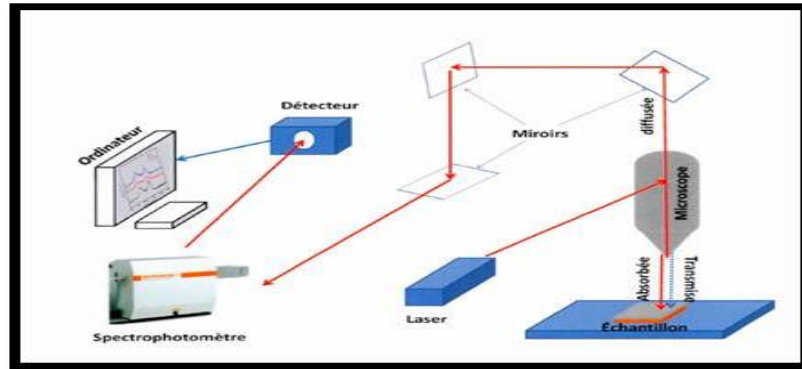 Détecteur
Ordinateur
Miroirs
diffusée
Microscope
Absorbée
Transmise
Laser
Échantillon
Spectrophotomètre